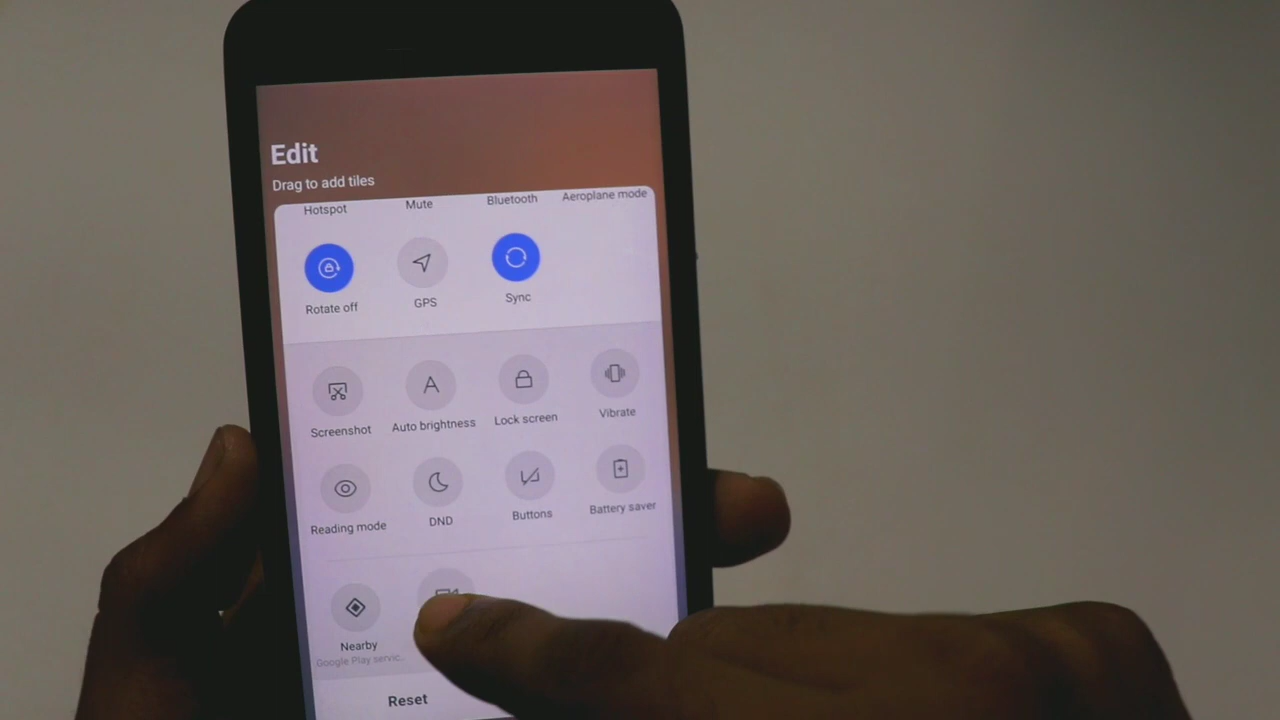 Edit
Drag to add tiles
Hotspot Mute Bluetooth Aeroplane mode
Rotate off GPS Sync
Screenshot Auto brightness Lock screen Vibrate
A
Reading mode DND Buttons Battery saver
Nearby
Google Play servic...
Reset